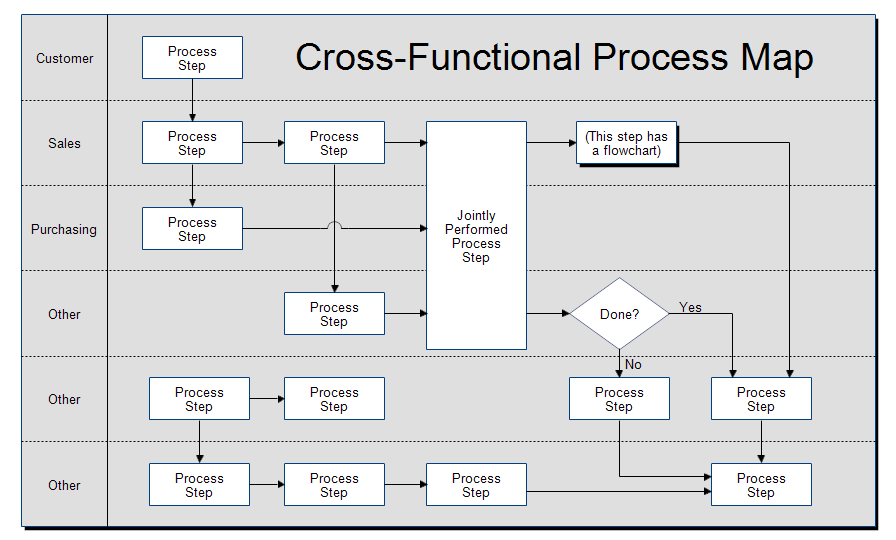 Cross-Functional Process Map
Customer
Process
Step
Sales
Process
Step
Process
Step
(This step has
a flowchart)
Purchasing
Process
Step
Jointly
Performed
Process
Step
Other
Process
Step
Done?
Yes
No
Other
Process
Step
Process
Step
Process
Step
Process
Step
Other
Process
Step
Process
Step
Process
Step
Process
Step